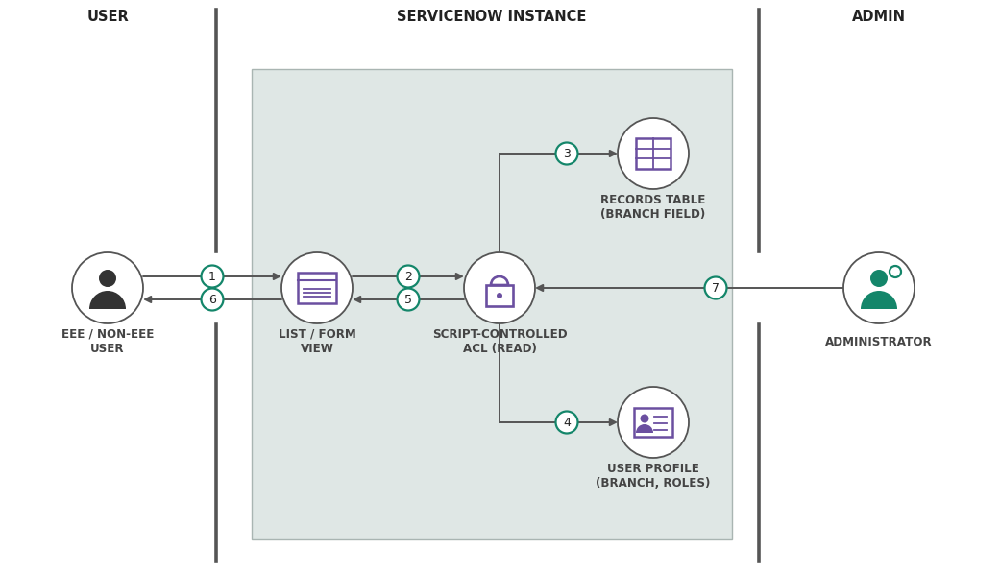 USER
SERVICENOW INSTANCE
ADMIN
3
RECORDS TABLE
(BRANCH FIELD)
1
2
6
5
7
EEE / NON-EEE
USER
LIST / FORM
VIEW
SCRIPT-CONTROLLED
ACL (READ)
ADMINISTRATOR
4
USER PROFILE
(BRANCH, ROLES)